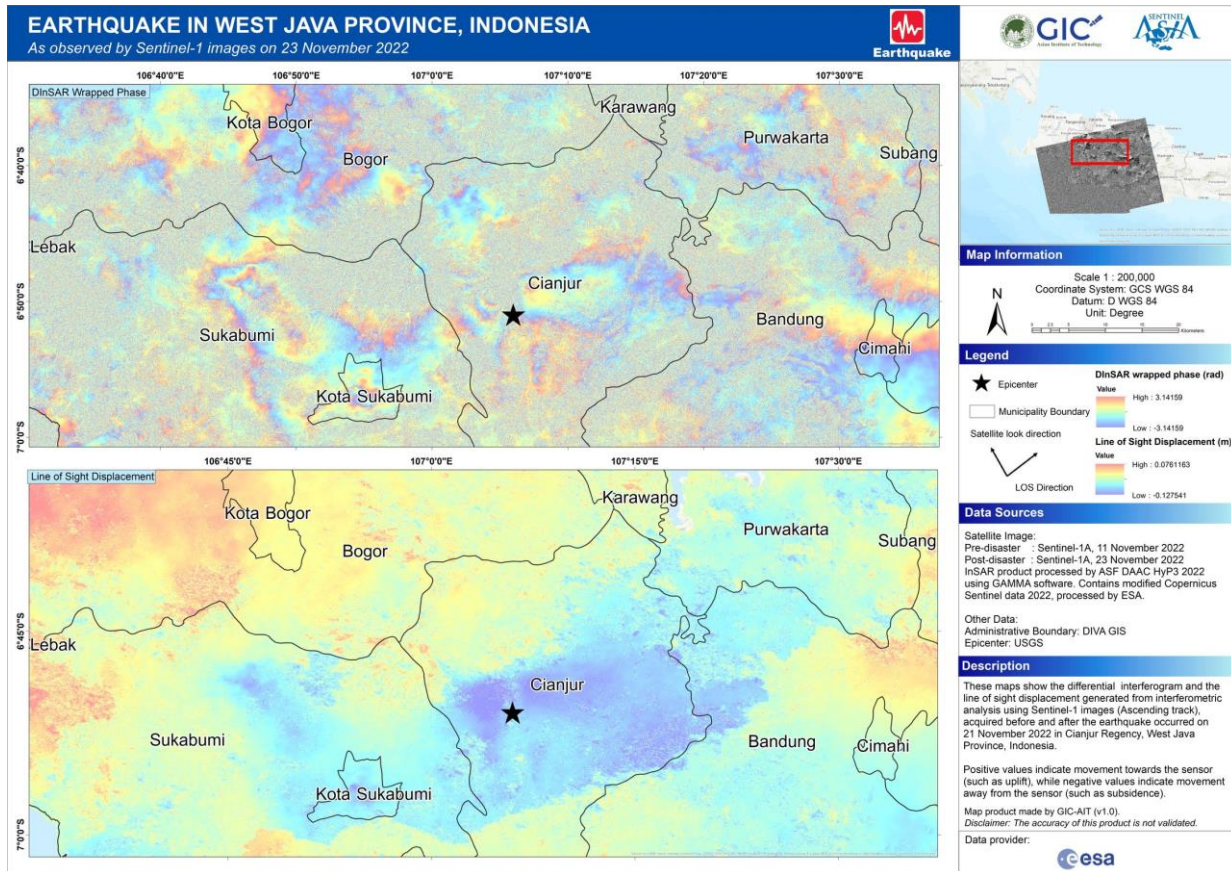 EARTHQUAKE IN WEST JAVA PROVINCE, INDONESIA
As observed by Sentinel-1 images on 23 November 2022
Earthquake
GIC
Asian Institute of Technology
SENTINEL
ASIA
106°40'0"E 106°50'0"E 107°0'0"E 107°10'0"E 107°20'0"E 107°30'0"E
DInSAR Wrapped Phase
Karawang
Kota Bogor
Bogor
Purwakarta
Subang
6°40'0"S
Lebak
Cianjur
6°50'0"S
Sukabumi
Bandung
Cimahi
Kota Sukabumi
7°0'0"S
106°45'0"E 107°0'0"E 107°15'0"E 107°30'0"E
Line of Sight Displacement
Karawang
Kota Bogor
Bogor
Purwakarta
Subang
6°45'0"S
Lebak
Cianjur
Sukabumi
Bandung
Cimahi
Kota Sukabumi
7°0'0"S
Map Information
Scale 1 : 200,000
Coordinate System: GCS WGS 84
Datum: D WGS 84
Unit: Degree
N
Kilometers
Legend
Epicenter
Municipality Boundary
Satellite look direction
LOS Direction
DInSAR wrapped phase (rad)
Value
High : 3.14159
Low : -3.14159
Line of Sight Displacement (m)
Value
High : 0.0761163
Low : -0.127541
Data Sources
Satellite Image:
Pre-disaster : Sentinel-1A, 11 November 2022
Post-disaster : Sentinel-1A, 23 November 2022
InSAR product processed by ASF DAAC HyP3 2022
using GAMMA software. Contains modified Copernicus
Sentinel data 2022, processed by ESA.
Other Data:
Administrative Boundary: DIVA GIS
Epicenter: USGS
Description
These maps show the differential interferogram and the
line of sight displacement generated from interferometric
analysis using Sentinel-1 images (Ascending track),
acquired before and after the earthquake occurred on
21 November 2022 in Cianjur Regency, West Java
Province, Indonesia.
Positive values indicate movement towards the sensor
(such as uplift), while negative values indicate movement
away from the sensor (such as subsidence).
Map product made by GIC-AIT (v1.0).
Disclaimer: The accuracy of this product is not validated.
Data provider:
esa